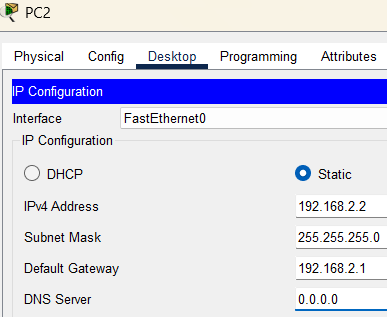 PC2
Physical Config Desktop Programming Attributes
IP Configuration
Interface FastEthernet0
IP Configuration
DHCP Static
IPv4 Address 192.168.2.2
Subnet Mask 255.255.255.0
Default Gateway 192.168.2.1
DNS Server 0.0.0.0